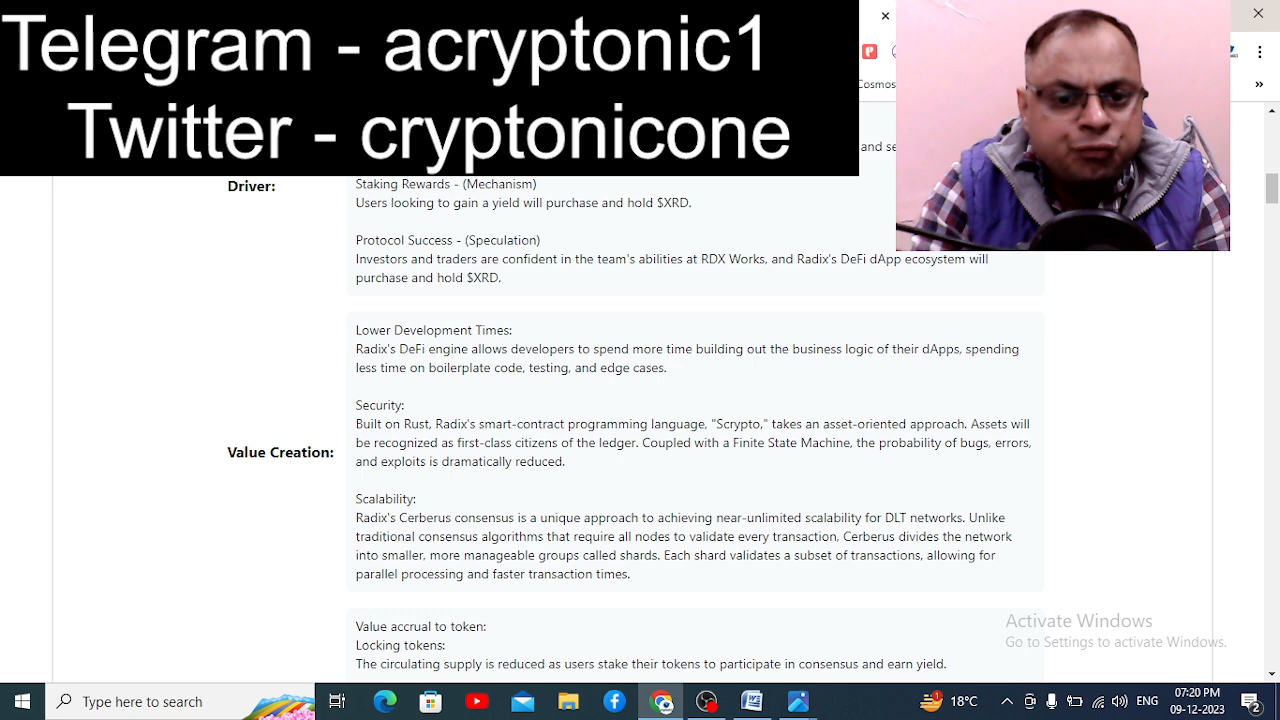 Telegram - acryptonic1
Twitter - cryptonicone
Cosmos
»
and se
Driver:
Staking Rewards - (Mechanism)
Users looking to gain a yield will purchase and hold $XRD.
Protocol Success - (Speculation)
Investors and traders are confident in the team's abilities at RDX Works, and Radix's DeFi dApp ecosystem will
purchase and hold $XRD.
Value Creation:
Lower Development Times:
Radix's DeFi engine allows developers to spend more time building out the business logic of their dApps, spending
less time on boilerplate code, testing, and edge cases.
Security:
Built on Rust, Radix's smart-contract programming language, "Scrypto," takes an asset-oriented approach. Assets will
be recognized as first-class citizens of the ledger. Coupled with a Finite State Machine, the probability of bugs, errors,
and exploits is dramatically reduced.
Scalability:
Radix's Cerberus consensus is a unique approach to achieving near-unlimited scalability for DLT networks. Unlike
traditional consensus algorithms that require all nodes to validate every transaction, Cerberus divides the network
into smaller, more manageable groups called shards. Each shard validates a subset of transactions, allowing for
parallel processing and faster transaction times.
Value accrual to token:
Locking tokens:
The circulating supply is reduced as users stake their tokens to participate in consensus and earn yield.
Activate Windows
Go to Settings to activate Windows.
Type here to search
18°C
ENG
07:20 PM
09-12-2023
2